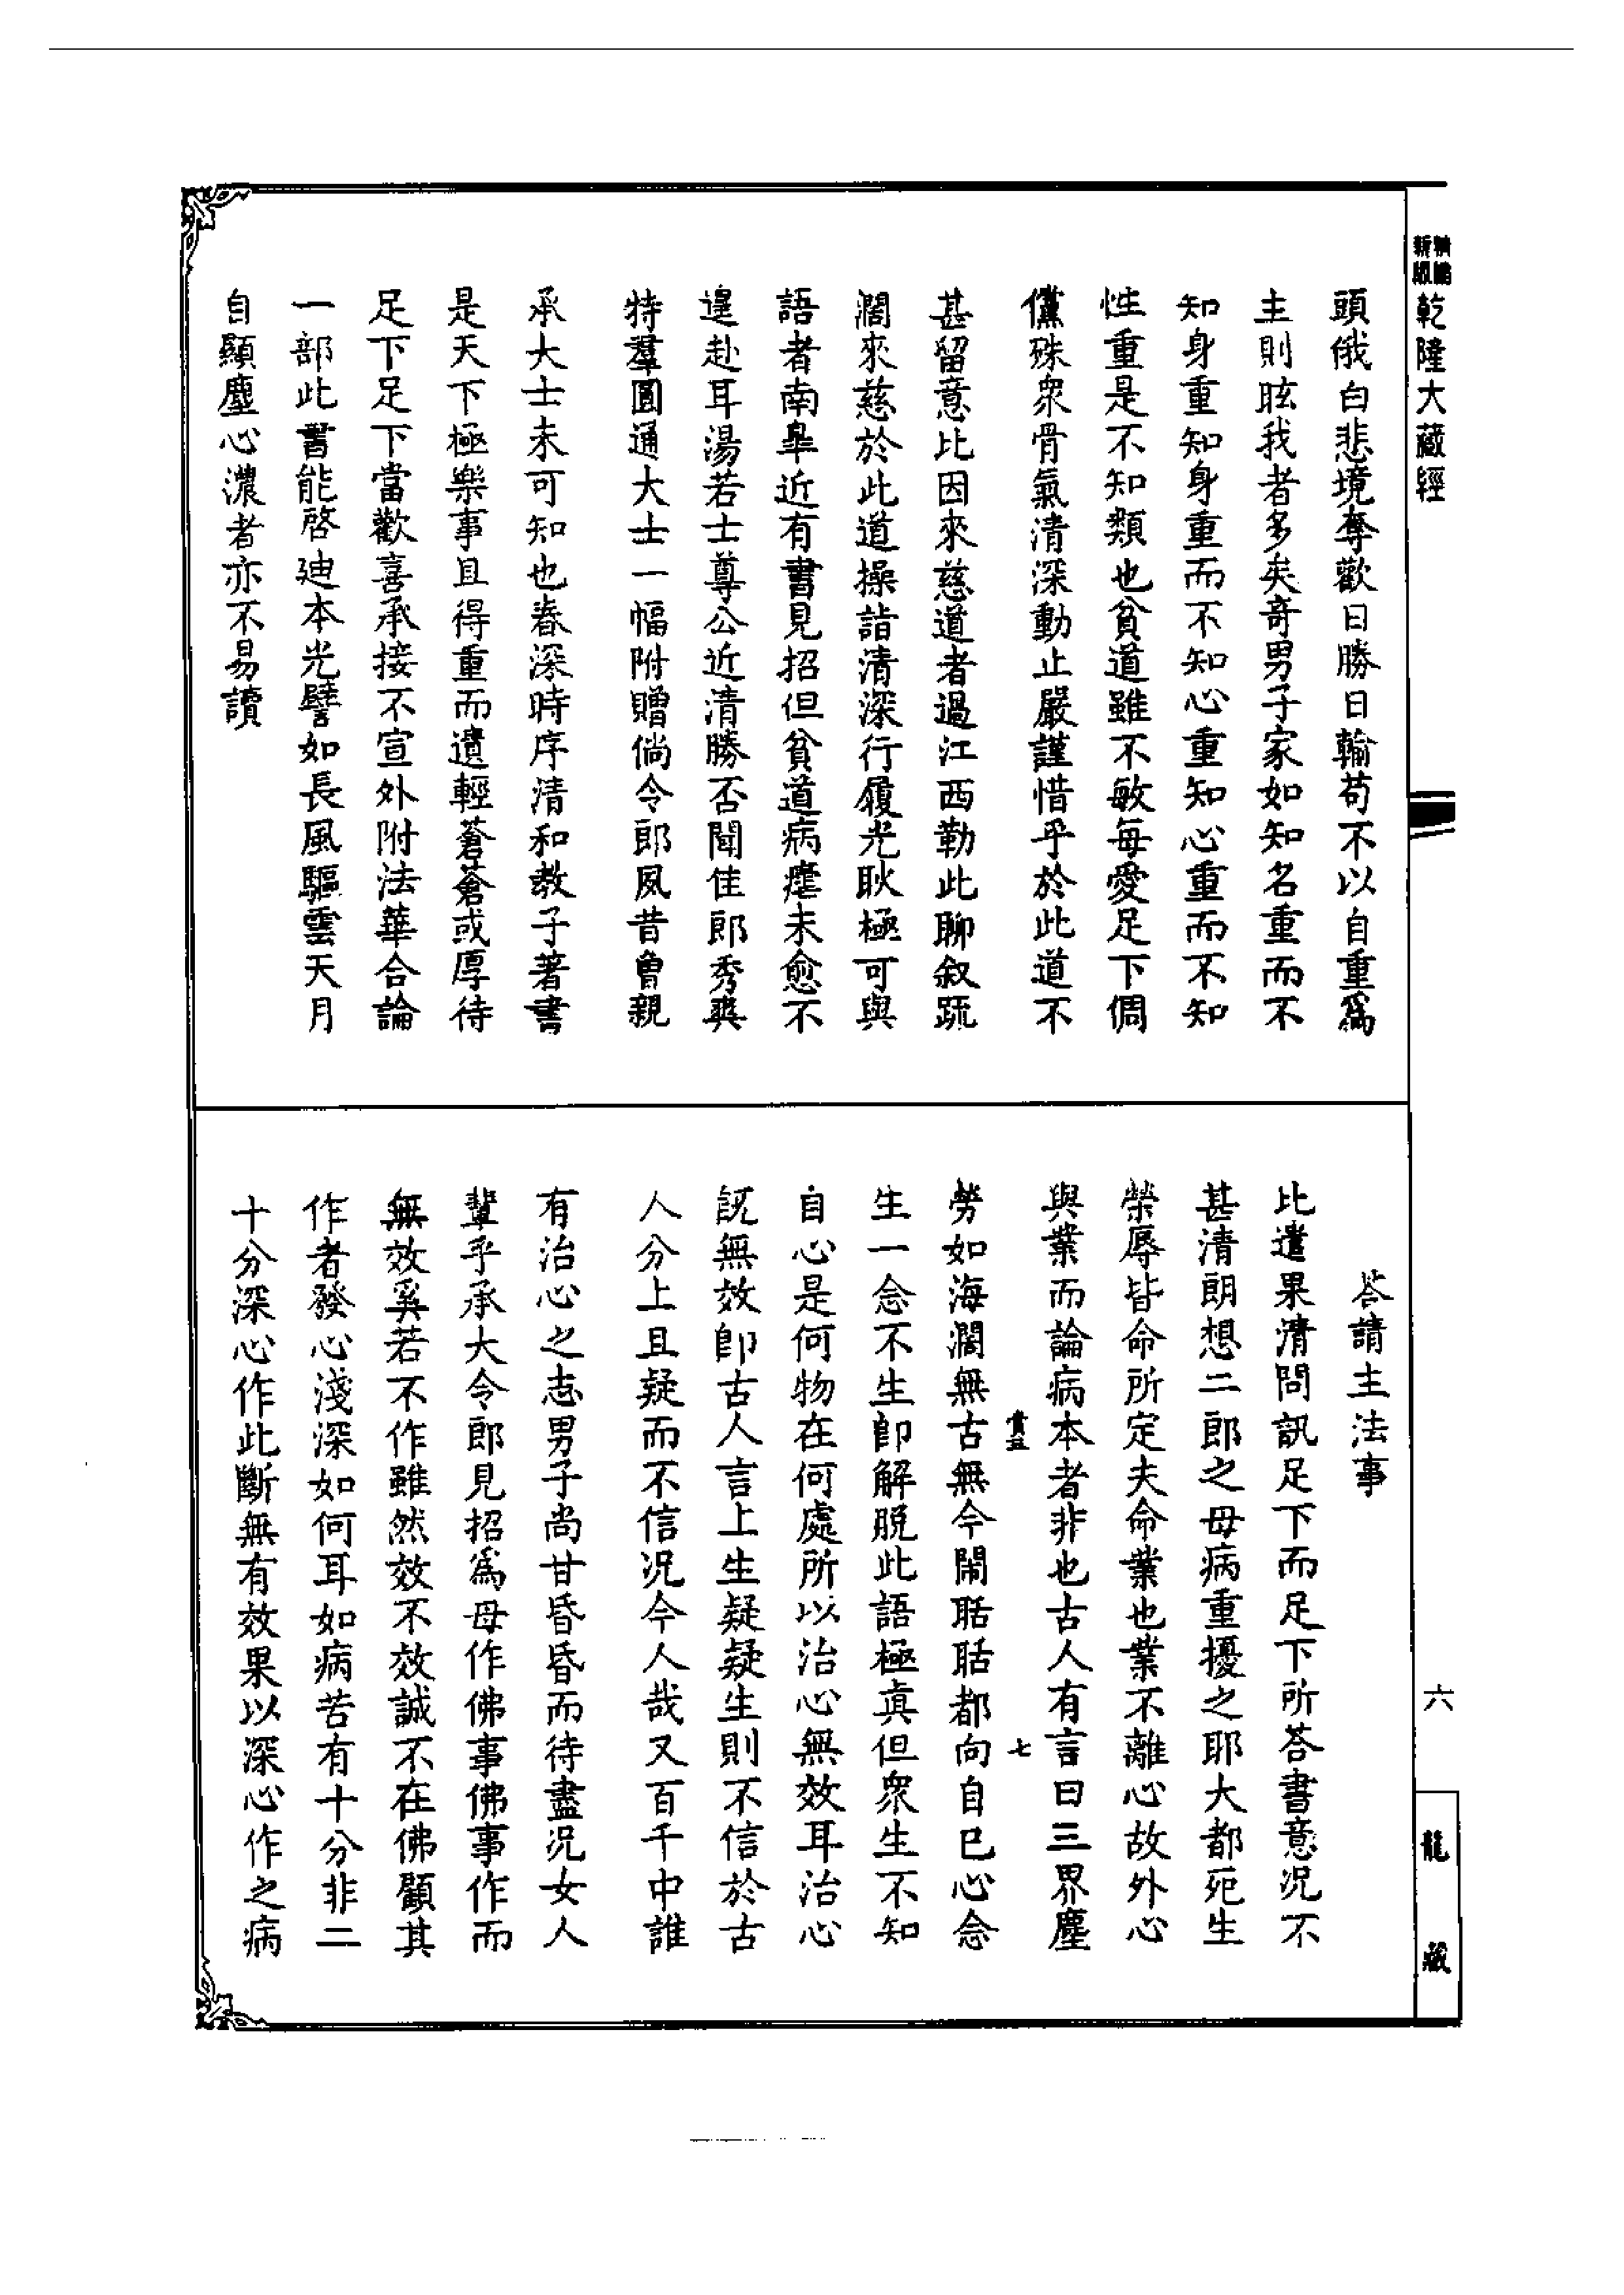 新編
縮版
乾隆大藏經
頭俄白悲境奪歡日勝日輸苟不以自重爲
主則眩我者多矣奇男子家如知名重而不
知身重知身重而不知心重知心重而不知
性重是不知類也貧道雖不敏每愛足下倜
儻殊衆骨氣清深動止嚴謹惜乎於此道不
甚留意比因來慈道者過江西勒此聊叙疏
濶來慈於此道操詣清深行履光耿極可與
語者南皐近有書見招但貧道病瘧未愈不
遑赴耳湯若士尊公近清勝否聞佳郎秀爽
特羣圓通大士一幅附贈倘令郎夙昔曾親
承大士未可知也春深時序清和教子著書
是天下極樂事且得重而遺輕蒼蒼或厚待
足下足下當歡喜承接不宣外附法華合論
一部此書能啓廸本光譬如長風驅雲天月
自顯塵心濃者亦不易讀
答請主法事
比遣果清問訊足下而足下所荅書意況不
甚清朗想二郎之母病重擾之耶大都死生
榮辱皆命所定夫命業也業不離心故外心
與業而論病本者非也古人有言曰三界塵
勞如海濶無古無今閙聒聒都向自已心念
生一念不生卽解脫此語極真但衆生不知
自心是何物在何處所以治心無效耳治心
旣無效卽古人言上生疑疑生則不信於古
人分上且疑而不信况今人哉又百千中誰
有治心之志男子尚甘昏昏而待盡况女人
輩乎承大令郎見招爲母作佛事佛事作而
無效奚若不作雖然效不效誠不在佛顧其
作者發心淺深如何耳如病苦有十分非二
十分深心作此斷無有效果以深心作之病
七
六
龍藏